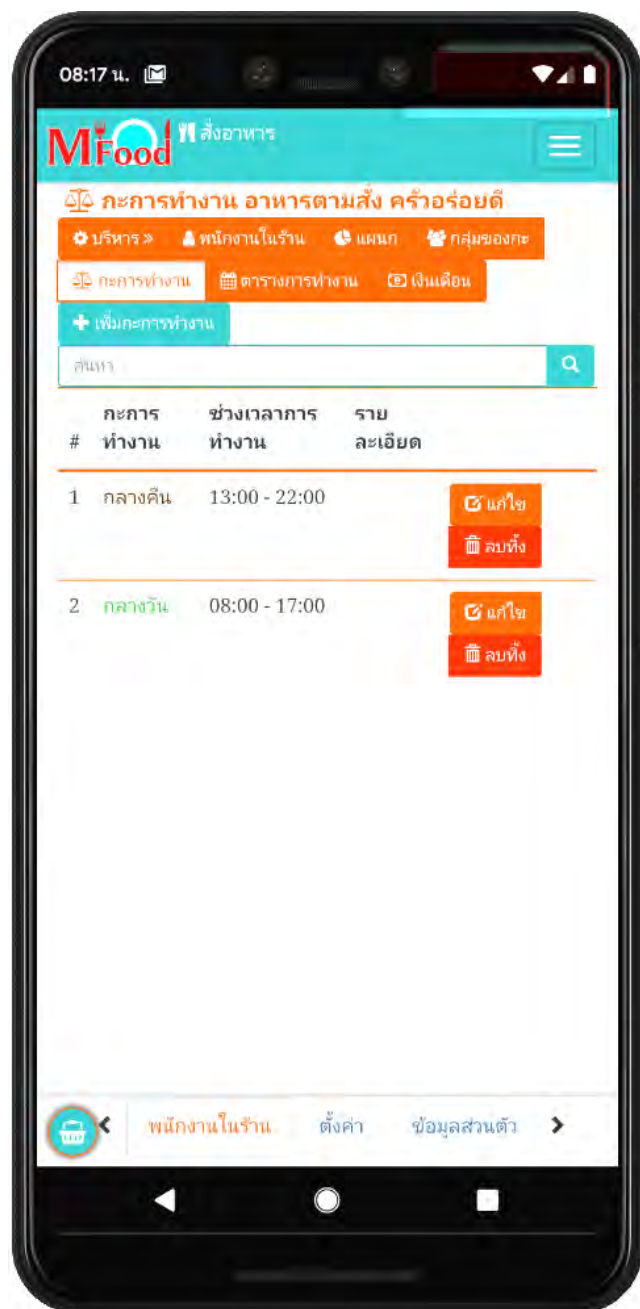 08:17 น.
MFood สั่งอาหาร
กะการทำงาน อาหารตามสั่ง ครัวอร่อยดี
บริหาร » พนักงานในร้าน แผนก กลุ่มของกะ
กะการทำงาน ตารางการทำงาน เงินเดือน
เพิ่มกะการทำงาน
ค้นหา
# กะการทำงาน ช่วงเวลาการทำงาน รายละเอียด
1 กลางคืน 13:00 - 22:00 แก้ไข
ลบทิ้ง
2 กลางวัน 08:00 - 17:00 แก้ไข
ลบทิ้ง
พนักงานในร้าน ตั้งค่า ข้อมูลส่วนตัว